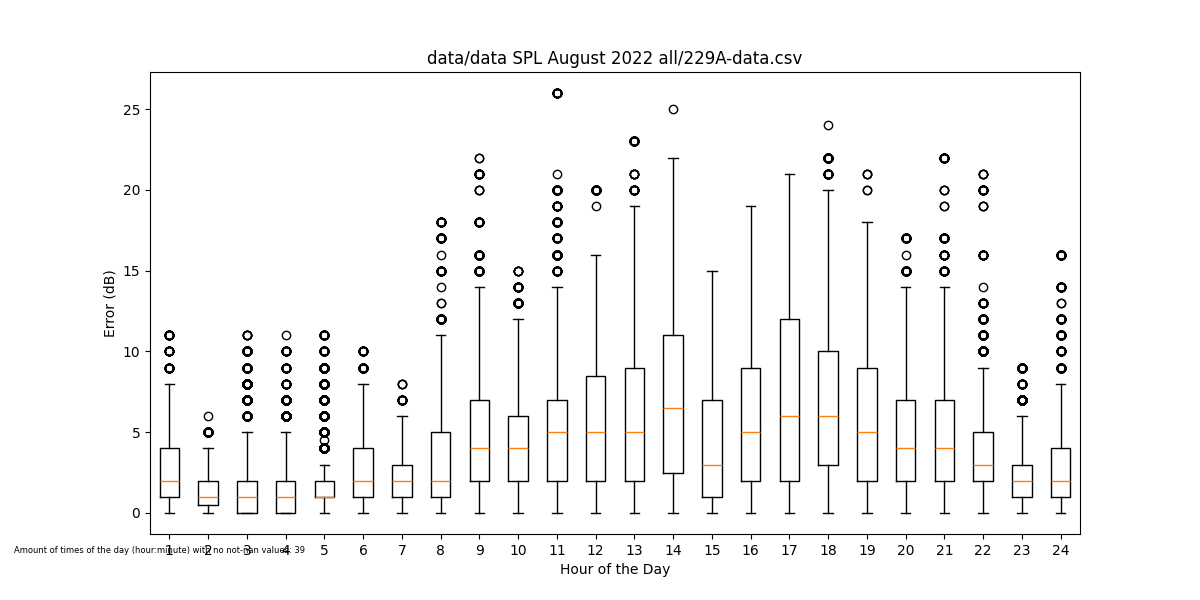 data/data SPL August 2022 all/229A-data.csv
Error (dB)
25
20
15
10
5
0
1 2 3 4 5 6 7 8 9 10 11 12 13 14 15 16 17 18 19 20 21 22 23 24
Amount of times of the day (hour:minute) with no not-nan values: 39
Hour of the Day